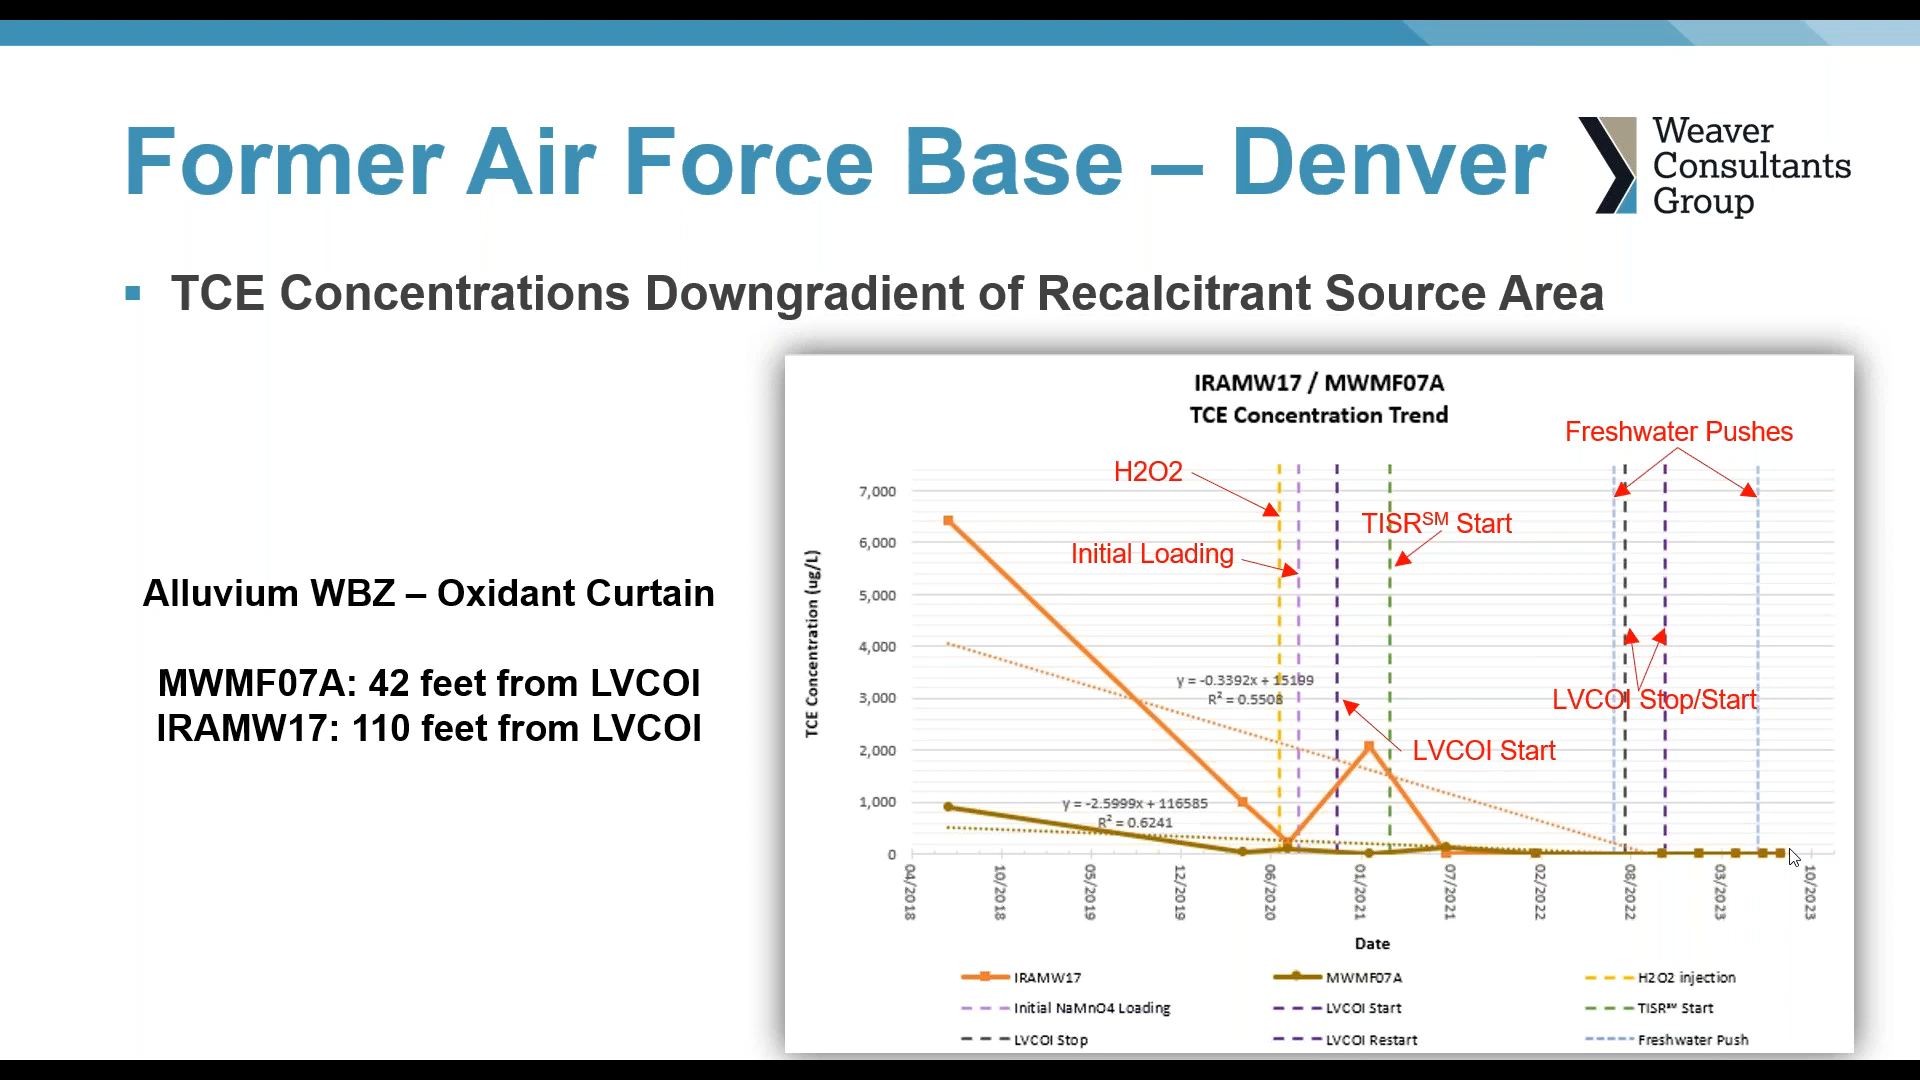 Former Air Force Base – Denver
Weaver
Consultants
Group
▪ TCE Concentrations Downgradient of Recalcitrant Source Area
Alluvium WBZ – Oxidant Curtain
MWMF07A: 42 feet from LVCOI
IRAMW17: 110 feet from LVCOI
IRAMW17 / MWMF07A
TCE Concentration Trend
Freshwater Pushes
H2O2
TISR℠ Start
Initial Loading
LVCOI Stop/Start
LVCOI Start
y = -0.3392x + 15199
R² = 0.5508
y = -2.5999x + 116585
R² = 0.6241
TCE Concentration (ug/L)
7,000
6,000
5,000
4,000
3,000
2,000
1,000
0
04/2018
10/2018
05/2019
12/2019
06/2020
01/2021
07/2021
02/2022
08/2022
03/2023
10/2023
Date
IRAMW17
MWMF07A
H2O2 injection
Initial NaMnO4 Loading
LVCOI Start
TISR℠ Start
LVCOI Stop
LVCOI Restart
Freshwater Push